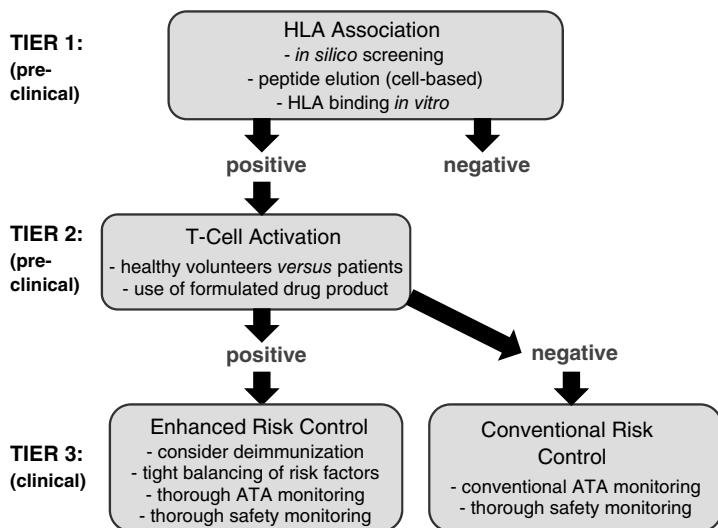 TIER 1:
(pre-
clinical)
HLA Association
- in silico screening
- peptide elution (cell-based)
- HLA binding in vitro
positive
negative
TIER 2:
(pre-
clinical)
T-Cell Activation
- healthy volunteers versus patients
- use of formulated drug product
positive
negative
TIER 3:
(clinical)
Enhanced Risk Control
- consider deimmunization
- tight balancing of risk factors
- thorough ATA monitoring
- thorough safety monitoring
Conventional Risk
Control
- conventional ATA monitoring
- thorough safety monitoring